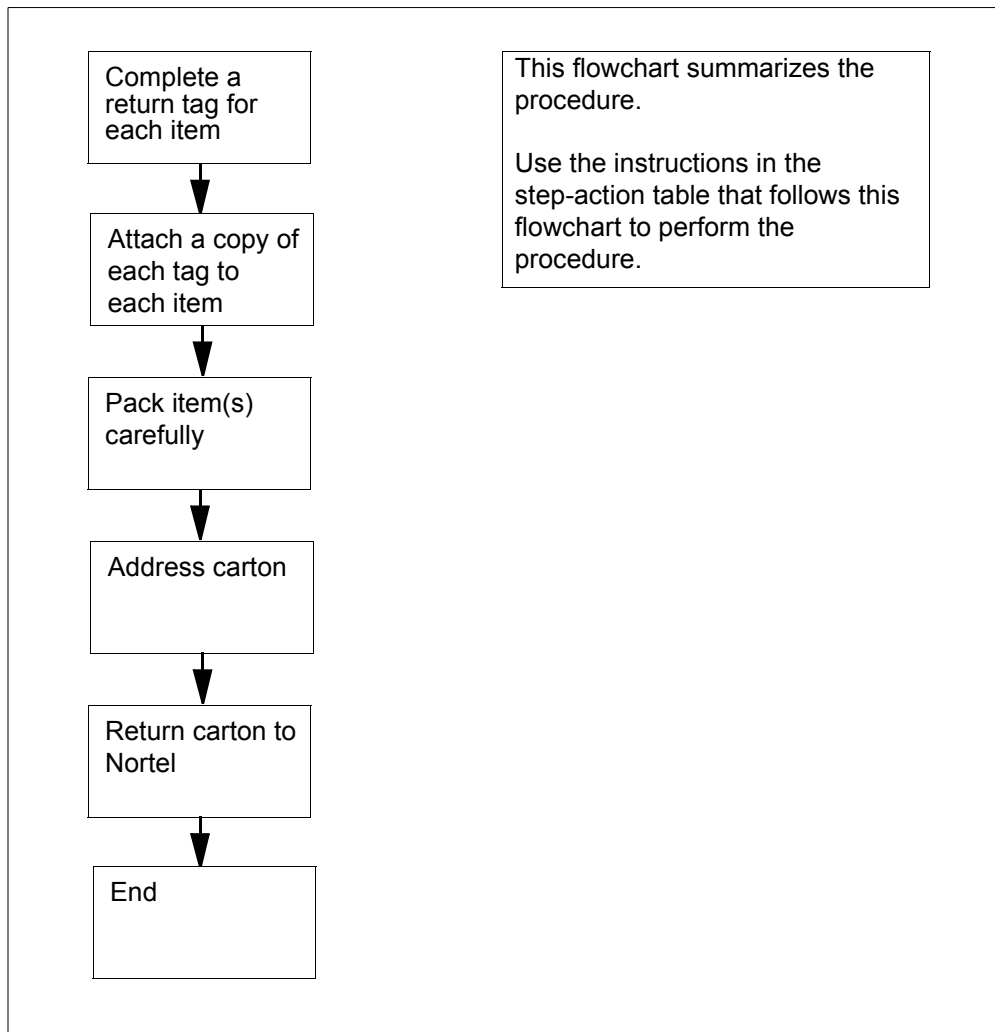 Complete a
return tag for
each item
Attach a copy of
each tag to
each item
Pack item(s)
carefully
Address carton
Return carton to
Nortel
End
This flowchart summarizes the
procedure.
Use the instructions in the
step-action table that follows this
flowchart to perform the
procedure.